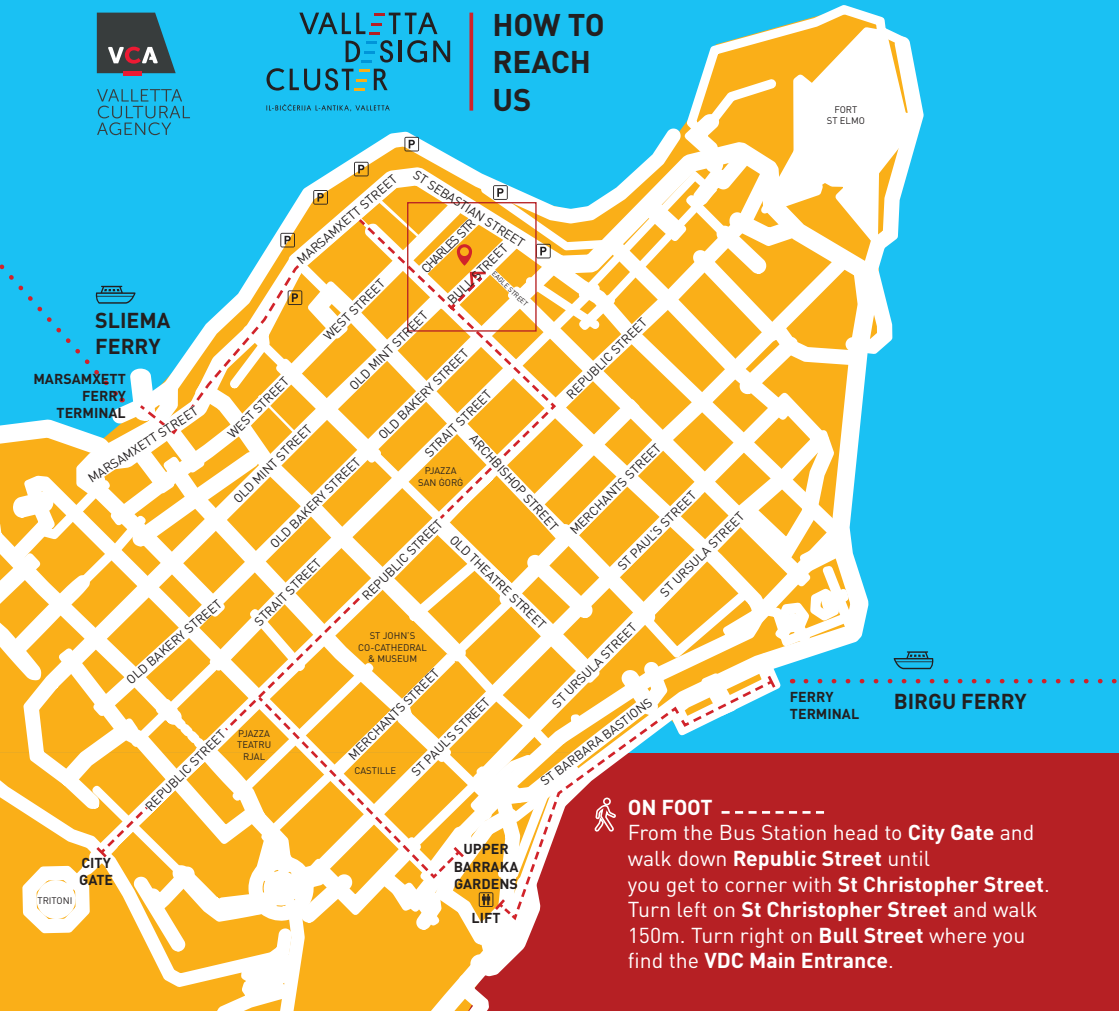 VCA
VALLETTA
CULTURAL
AGENCY
VALLETTA
DESIGN
CLUSTER
IL-BIĊĊERIJA L-ANTIKA, VALLETTA
HOW TO
REACH
US
FORT
ST ELMO
P
P
P
P
P
P
P
ST SEBASTIAN STREET
MARSAMXETT STREET
CHARLES STR
BULL STREET
EAGLE STREET
WEST STREET
OLD MINT STREET
REPUBLIC STREET
SLIEMA
FERRY
MARSAMXETT
FERRY
TERMINAL
MARSAMXETT STREET
WEST STREET
OLD BAKERY STREET
STRAIT STREET
OLD MINT STREET
PJAZZA
SAN ĠORĠ
ARCHBISHOP STREET
MERCHANTS STREET
OLD BAKERY STREET
ST PAUL'S STREET
ST URSULA STREET
REPUBLIC STREET
OLD THEATRE STREET
STRAIT STREET
OLD BAKERY STREET
ST JOHN'S
CO-CATHEDRAL
& MUSEUM
ST URSULA STREET
MERCHANTS STREET
ST PAUL'S STREET
ST BARBARA BASTIONS
FERRY
TERMINAL
BIRGU FERRY
PJAZZA
TEATRU
RJAL
REPUBLIC STREET
CASTILLE
CITY
GATE
TRITONI
UPPER
BARRAKA
GARDENS
LIFT
ON FOOT
From the Bus Station head to City Gate and
walk down Republic Street until
you get to corner with St Christopher Street.
Turn left on St Christopher Street and walk
150m. Turn right on Bull Street where you
find the VDC Main Entrance.